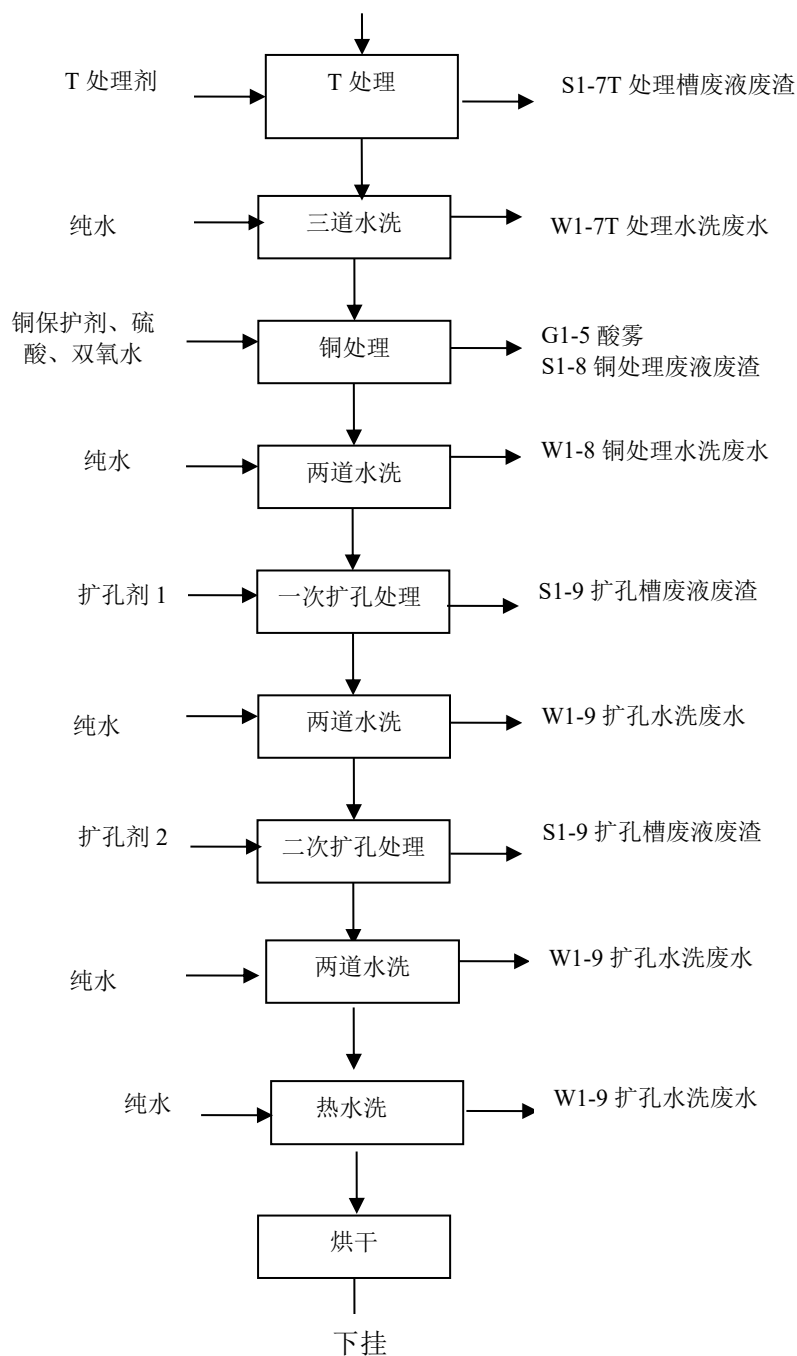 T 处理剂
T 处理
S1-7T 处理槽废液废渣
纯水
三道水洗
W1-7T 处理水洗废水
铜保护剂、硫
酸、双氧水
铜处理
G1-5 酸雾
S1-8 铜处理废液废渣
纯水
两道水洗
W1-8 铜处理水洗废水
扩孔剂 1
一次扩孔处理
S1-9 扩孔槽废液废渣
纯水
两道水洗
W1-9 扩孔水洗废水
扩孔剂 2
二次扩孔处理
S1-9 扩孔槽废液废渣
纯水
两道水洗
W1-9 扩孔水洗废水
纯水
热水洗
W1-9 扩孔水洗废水
烘干
下挂